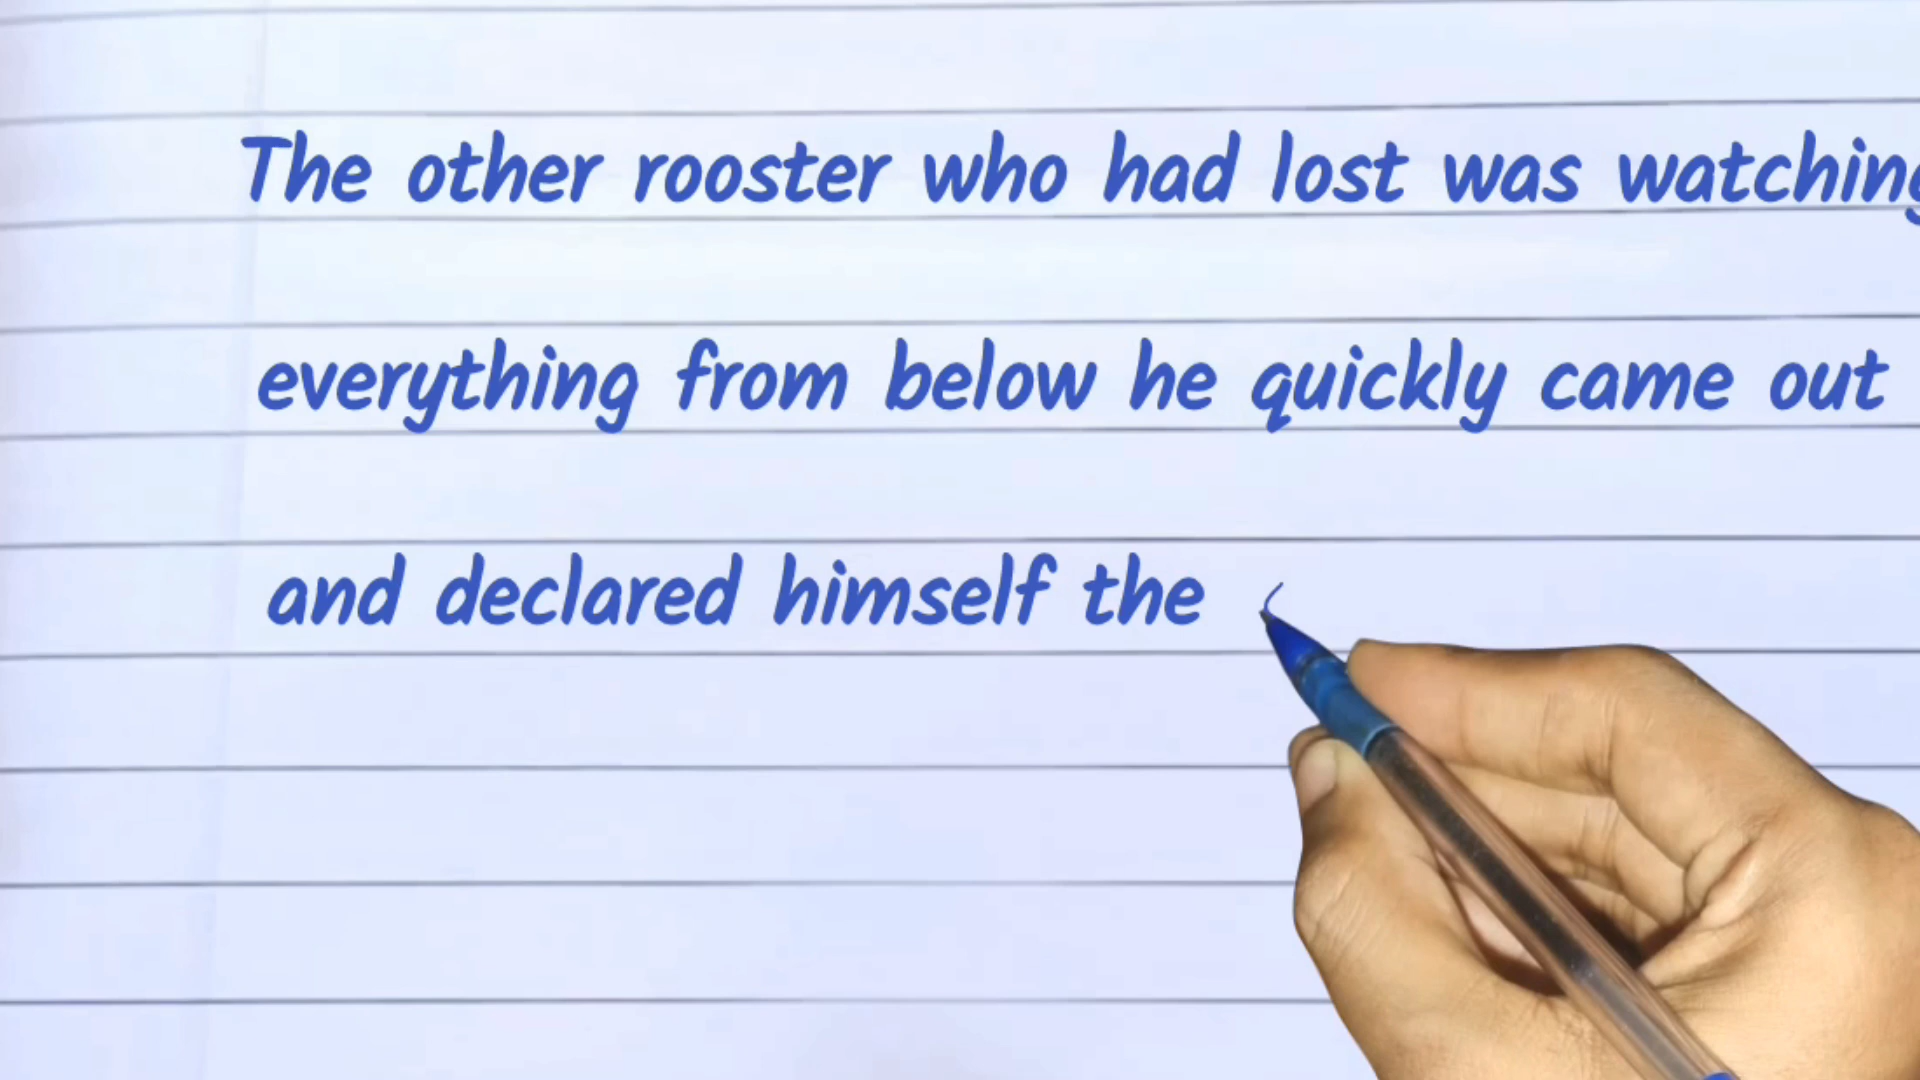 The other rooster who had lost was watching
everything from below he quickly came out
and declared himself the